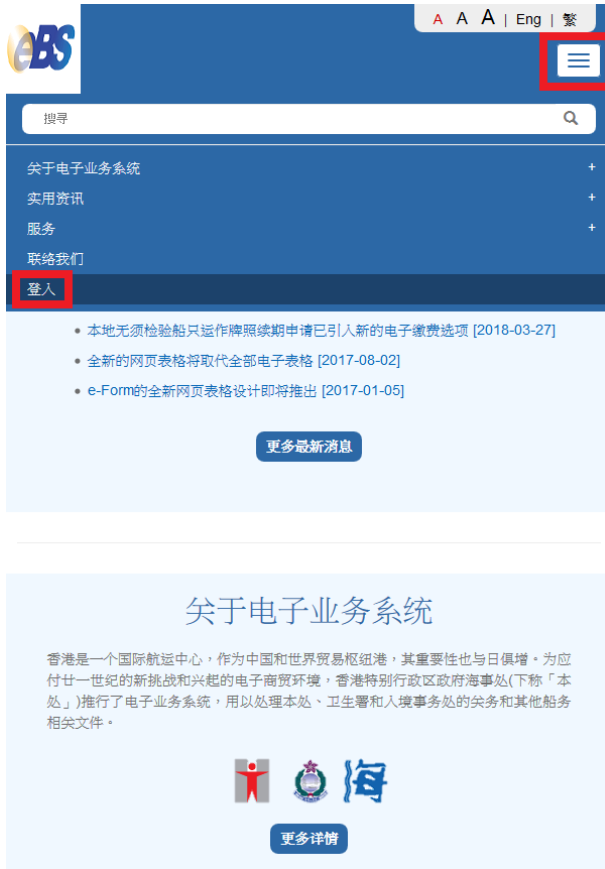 A A A | Eng | 繁
eBS
搜寻
关于电子业务系统 +
实用资讯 +
服务 +
联络我们
登入
• 本地无须检验船只运作牌照续期申请已引入新的电子缴费选项 [2018-03-27]
• 全新的网页表格将取代全部电子表格 [2017-08-02]
• e-Form的全新网页表格设计即将推出 [2017-01-05]
更多最新消息
关于电子业务系统
香港是一个国际航运中心，作为中国和世界贸易枢纽港，其重要性也与日俱增。为应
付廿一世纪的新挑战和兴起的电子商贸环境，香港特别行政区政府海事处(下称「本
处」)推行了电子业务系统，用以处理本处、卫生署和入境事务处的关务和其他船务
相关文件。
海
更多详情